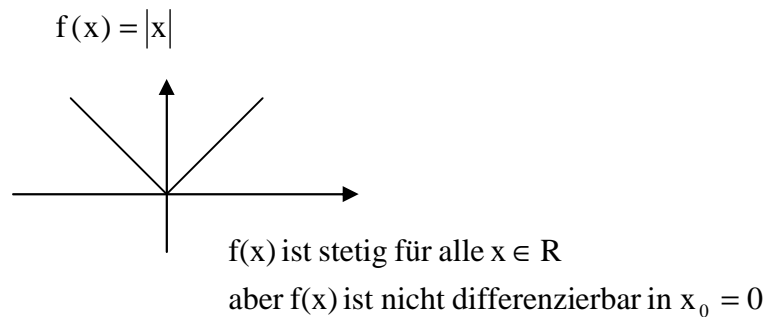 f(x) = |x|
f(x) ist stetig für alle x ∈ R
aber f(x) ist nicht differenzierbar in x₀ = 0